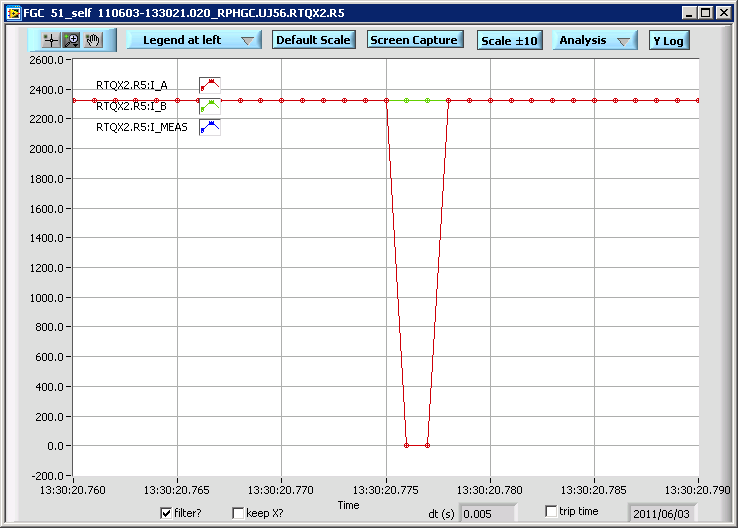 FGC 51_self 110603-133021.020_RPHGC.UJ56.RTQX2.R5
Legend at left Default Scale Screen Capture Scale ±10 Analysis Y Log
2600.0
2400.0
2200.0
2000.0
1800.0
1600.0
1400.0
1200.0
1000.0
800.0
600.0
400.0
200.0
0.0
-200.0
RTQX2.R5:I_A
RTQX2.R5:I_B
RTQX2.R5:I_MEAS
13:30:20.760 13:30:20.765 13:30:20.770 13:30:20.775 13:30:20.780 13:30:20.785 13:30:20.790
Time
filter? keep X? dt (s) 0.005 trip time 2011/06/03